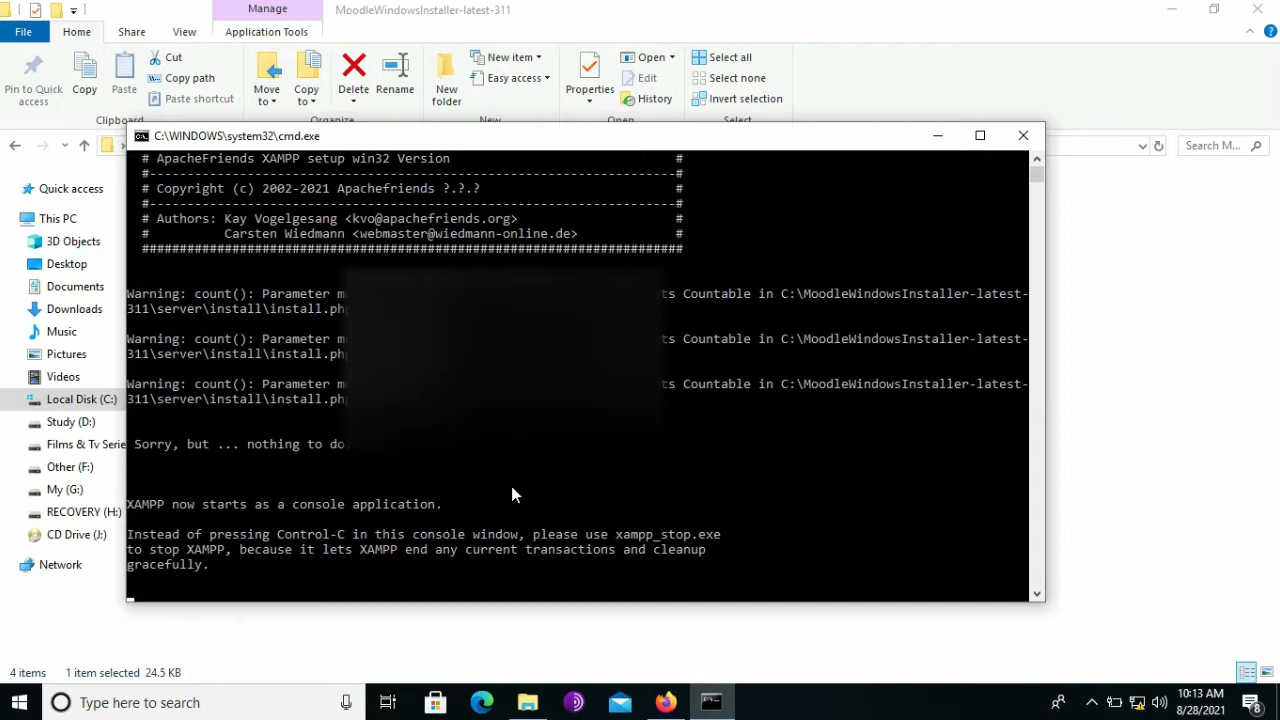 Manage
MoodleWindowsInstaller-latest-311
File
Home
Share
View
Application Tools
Pin to Quick access
Copy
Paste
Cut
Copy path
Paste shortcut
Clipboard
Move to
Copy to
Delete
Rename
Organize
New folder
New item
Easy access
New
Properties
Open
Edit
History
Open
Select all
Select none
Invert selection
Select
Search M...
Quick access
This PC
3D Objects
Desktop
Documents
Downloads
Music
Pictures
Videos
Local Disk (C:)
Study (D:)
Films & Tv Serie
Other (F:)
My (G:)
RECOVERY (H:)
CD Drive (J:)
Network
C:\WINDOWS\system32\cmd.exe
# ApacheFriends XAMPP setup win32 Version #
#----------------------------------------------------------------------#
# Copyright (c) 2002-2021 Apachefriends ?.?.? #
#----------------------------------------------------------------------#
# Authors: Kay Vogelgesang <kvo@apachefriends.org> #
# Carsten Wiedmann <webmaster@wiedmann-online.de> #
########################################################################
Warning: count(): Parameter ts Countable in C:\MoodleWindowsInstaller-latest-
311\server\install\install.php
Warning: count(): Parameter ts Countable in C:\MoodleWindowsInstaller-latest-
311\server\install\install.php
Warning: count(): Parameter ts Countable in C:\MoodleWindowsInstaller-latest-
311\server\install\install.php
Sorry, but ... nothing to do
XAMPP now starts as a console application.
Instead of pressing Control-C in this console window, please use xampp_stop.exe
to stop XAMPP, because it lets XAMPP end any current transactions and cleanup
gracefully.
4 items
1 item selected 24.5 KB
Type here to search
10:13 AM
8/28/2021
8